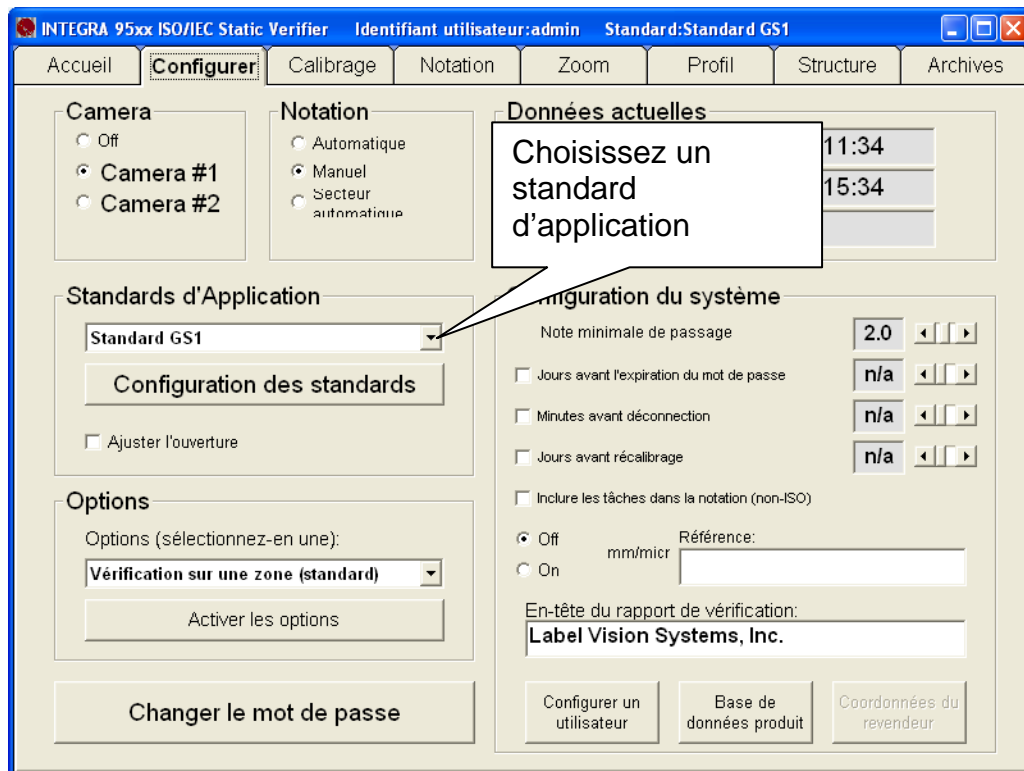 INTEGRA 95xx ISO/IEC Static Verifier Identifiant utilisateur:admin Standard:Standard GS1
Accueil Configurer Calibrage Notation Zoom Profil Structure Archives
Camera
Off
Camera #1
Camera #2
Notation
Automatique
Manuel
Secteur
automatique
Données actuelles
11:34
15:34
Choisissez un
standard
d’application
Standards d'Application
Standard GS1
Configuration des standards
Ajuster l'ouverture
Options
Options (sélectionnez-en une):
Vérification sur une zone (standard)
Activer les options
Changer le mot de passe
Configuration du système
Note minimale de passage 2.0
Jours avant l'expiration du mot de passe n/a
Minutes avant déconnection n/a
Jours avant récalibrage n/a
Inclure les tâches dans la notation (non-ISO)
Off
On
mm/micr
Référence:
En-tête du rapport de vérification:
Label Vision Systems, Inc.
Configurer un
utilisateur
Base de
données produit
Coordonnées du
revendeur